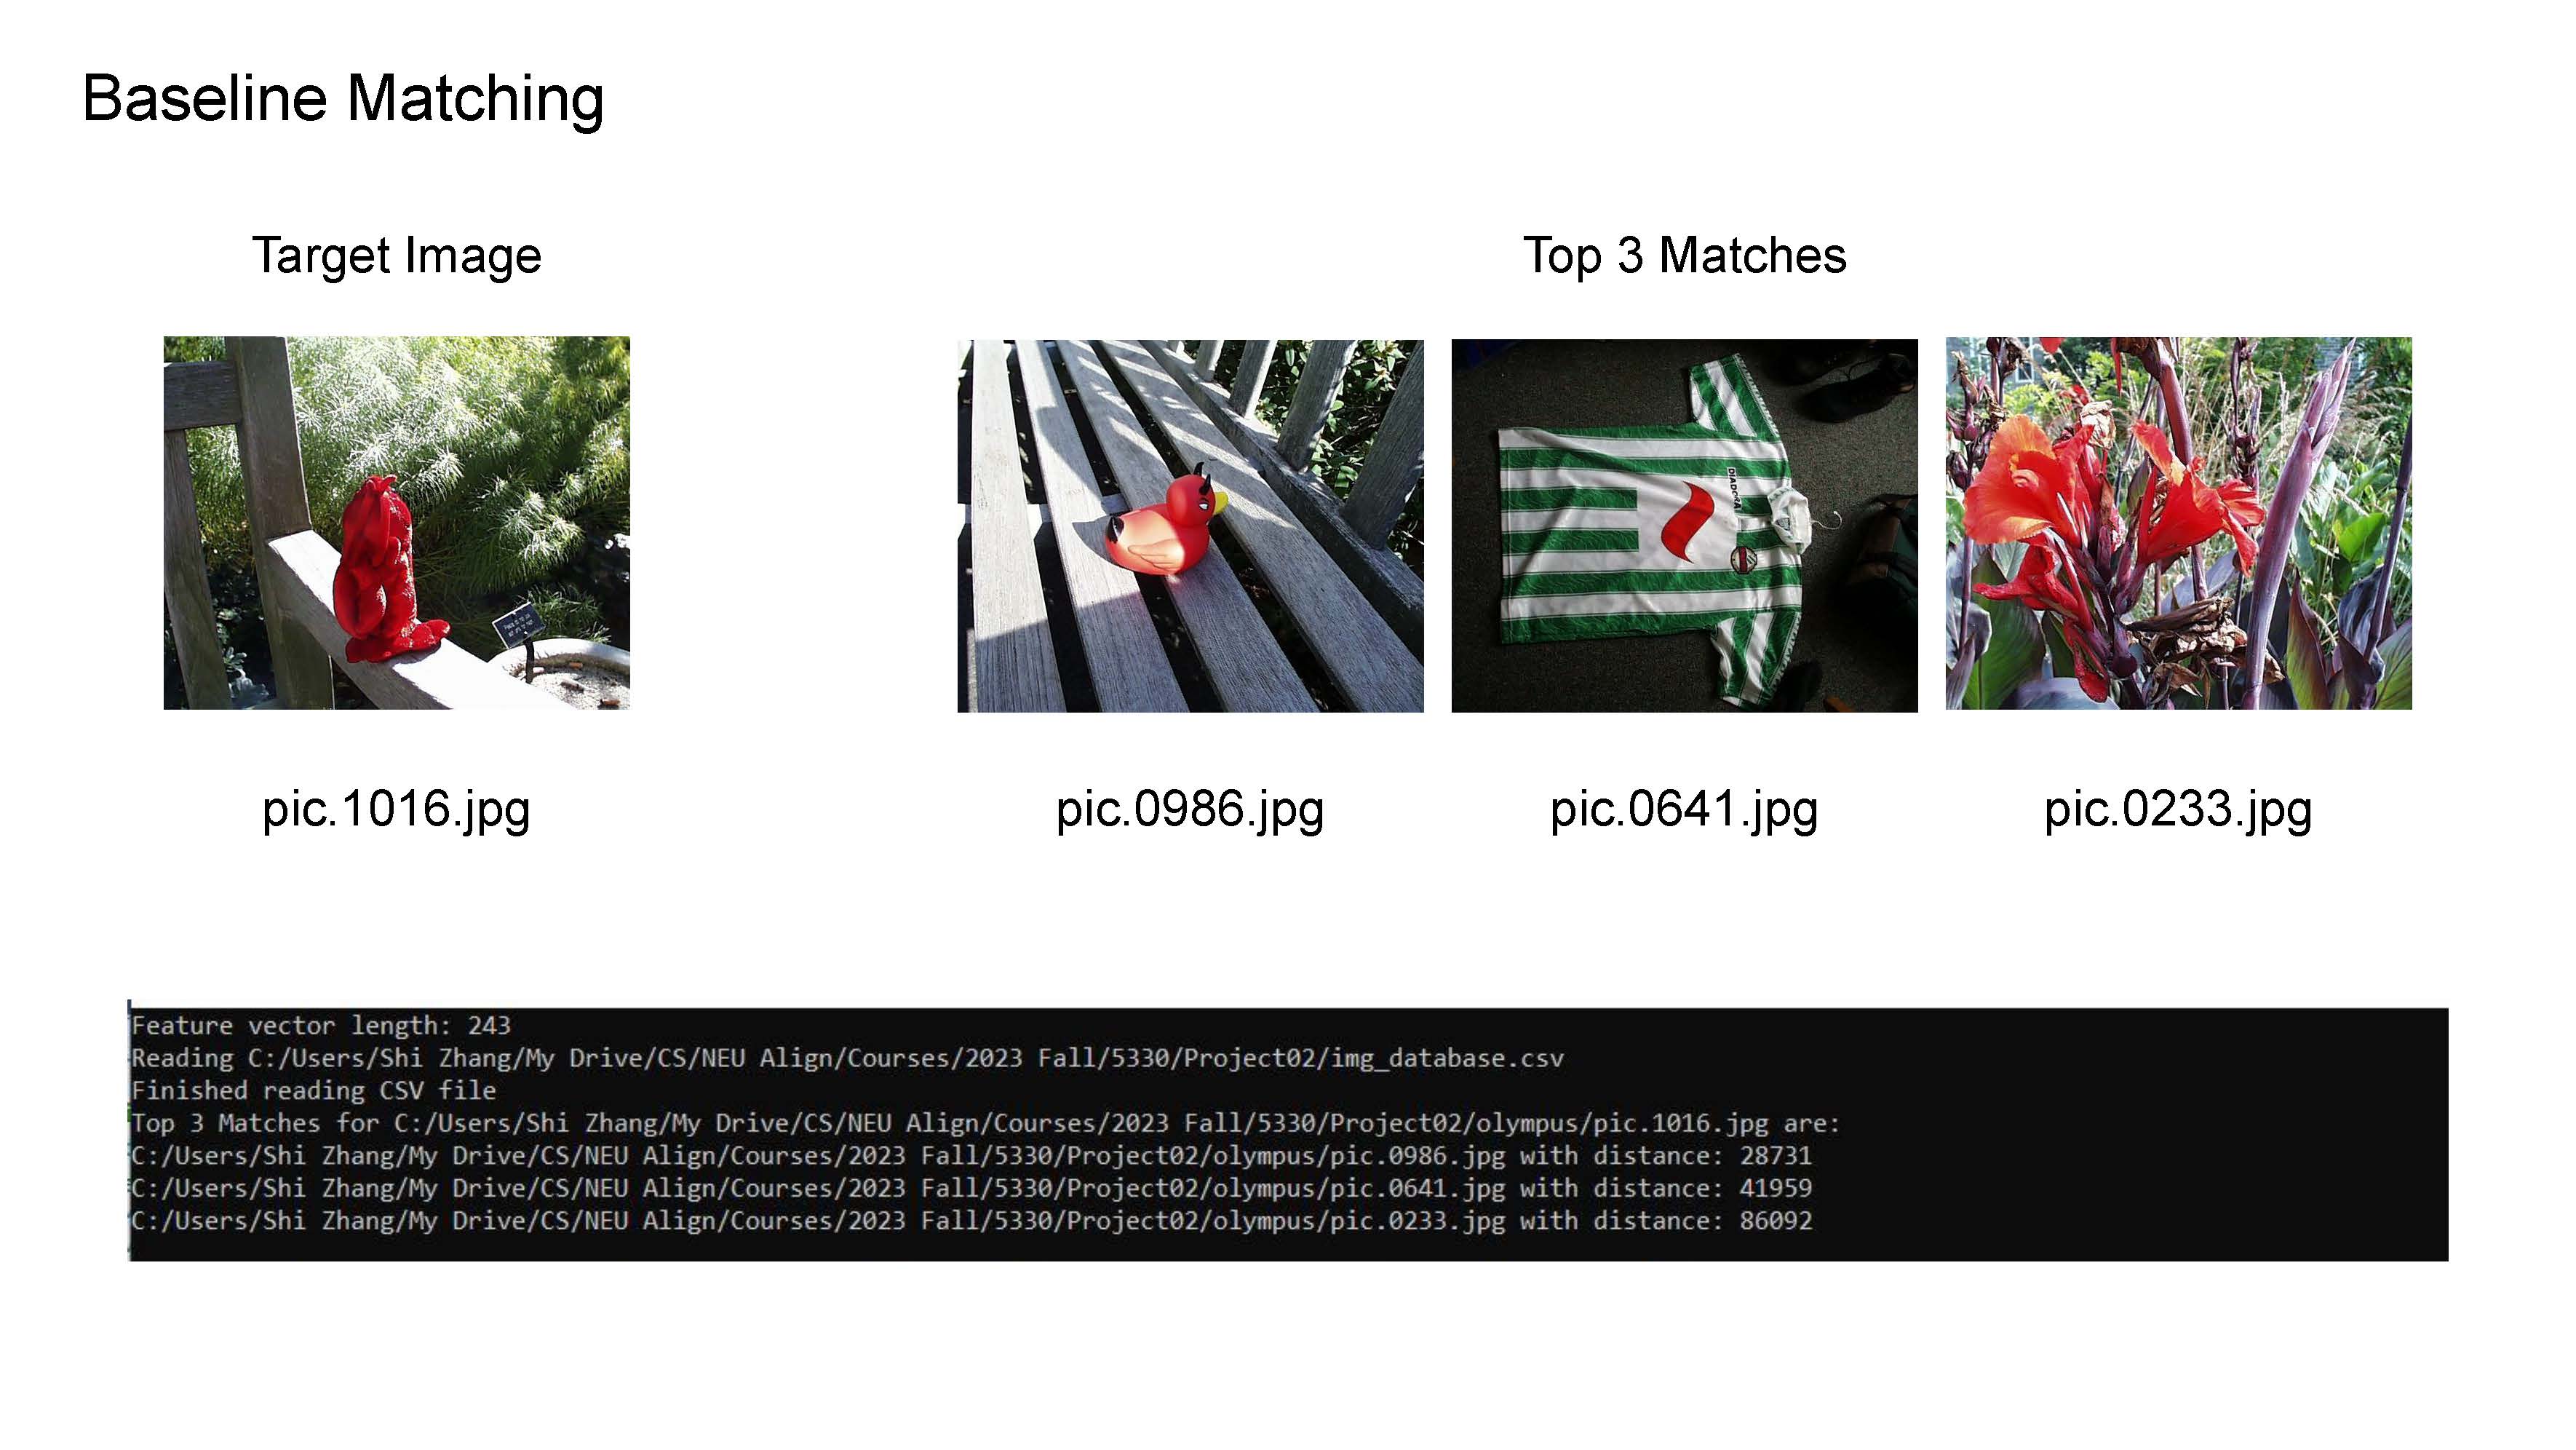 Baseline Matching
Target Image
Top 3 Matches
DIADORA
pic.1016.jpg
pic.0986.jpg
pic.0641.jpg
pic.0233.jpg
Feature vector length: 243
Reading C:/Users/Shi Zhang/My Drive/CS/NEU Align/Courses/2023 Fall/5330/Project02/img_database.csv
Finished reading CSV file
Top 3 Matches for C:/Users/Shi Zhang/My Drive/CS/NEU Align/Courses/2023 Fall/5330/Project02/olympus/pic.1016.jpg are:
C:/Users/Shi Zhang/My Drive/CS/NEU Align/Courses/2023 Fall/5330/Project02/olympus/pic.0986.jpg with distance: 28731
C:/Users/Shi Zhang/My Drive/CS/NEU Align/Courses/2023 Fall/5330/Project02/olympus/pic.0641.jpg with distance: 41959
C:/Users/Shi Zhang/My Drive/CS/NEU Align/Courses/2023 Fall/5330/Project02/olympus/pic.0233.jpg with distance: 86092